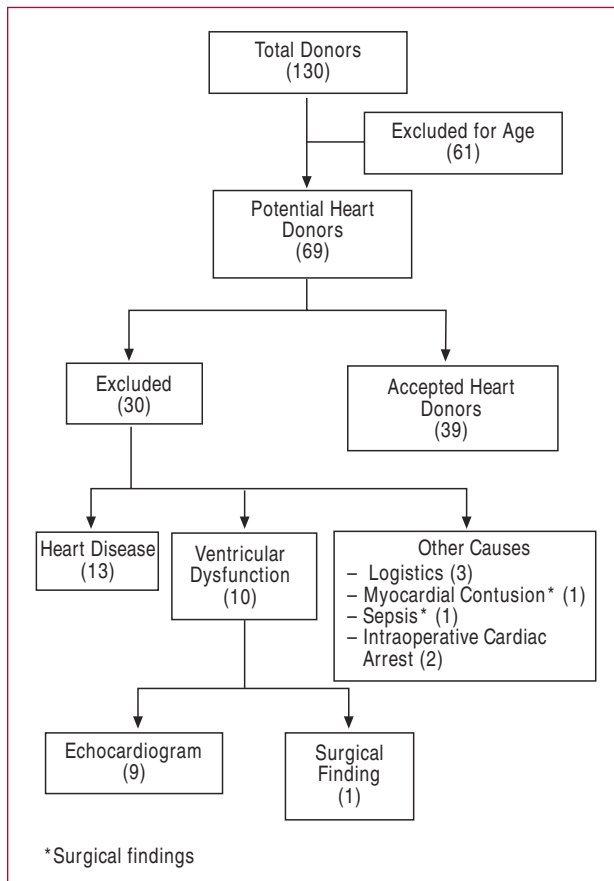 Total Donors
(130)
Excluded for Age
(61)
Potential Heart
Donors
(69)
Excluded
(30)
Accepted Heart
Donors
(39)
Heart Disease
(13)
Ventricular
Dysfunction
(10)
Other Causes
– Logistics (3)
– Myocardial Contusion* (1)
– Sepsis* (1)
– Intraoperative Cardiac
Arrest (2)
Echocardiogram
(9)
Surgical
Finding
(1)
*Surgical findings